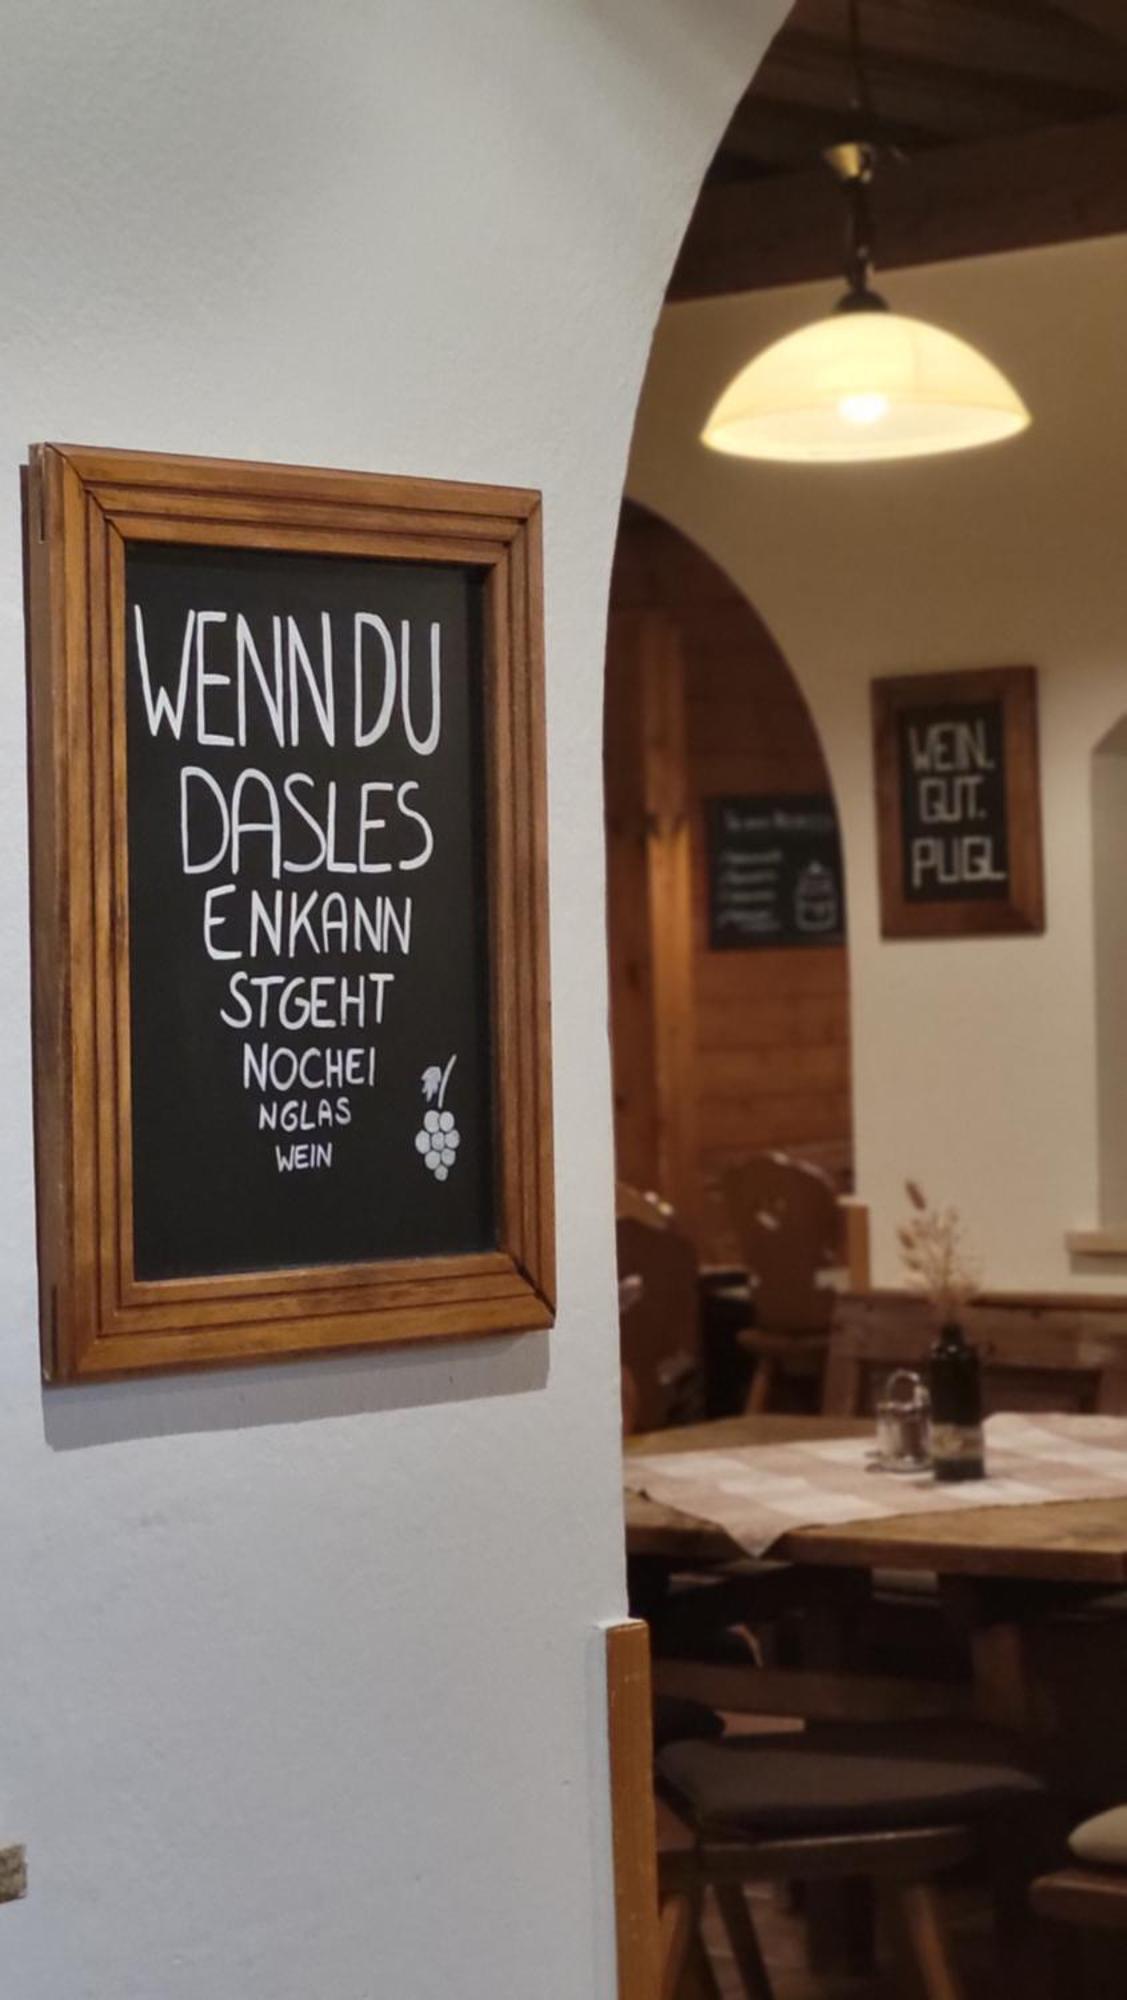 WENN DU
DASLES
ENKANN
STGEHT
NOCHEI
NGLAS
WEIN
WEIN.
GUT.
PUGL